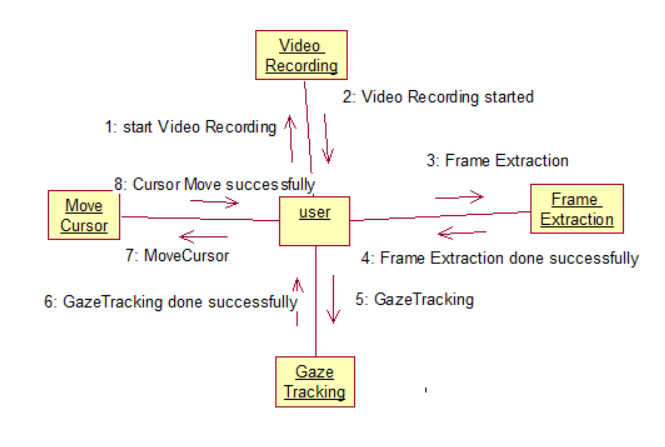 Video
Recording
2: Video Recording started
1: start Video Recording
3: Frame Extraction
8: Cursor Move successfully
Move
Cursor
user
Frame
Extraction
7: MoveCursor
4: Frame Extraction done successfully
6: GazeTracking done successfully
5: GazeTracking
Gaze
Tracking